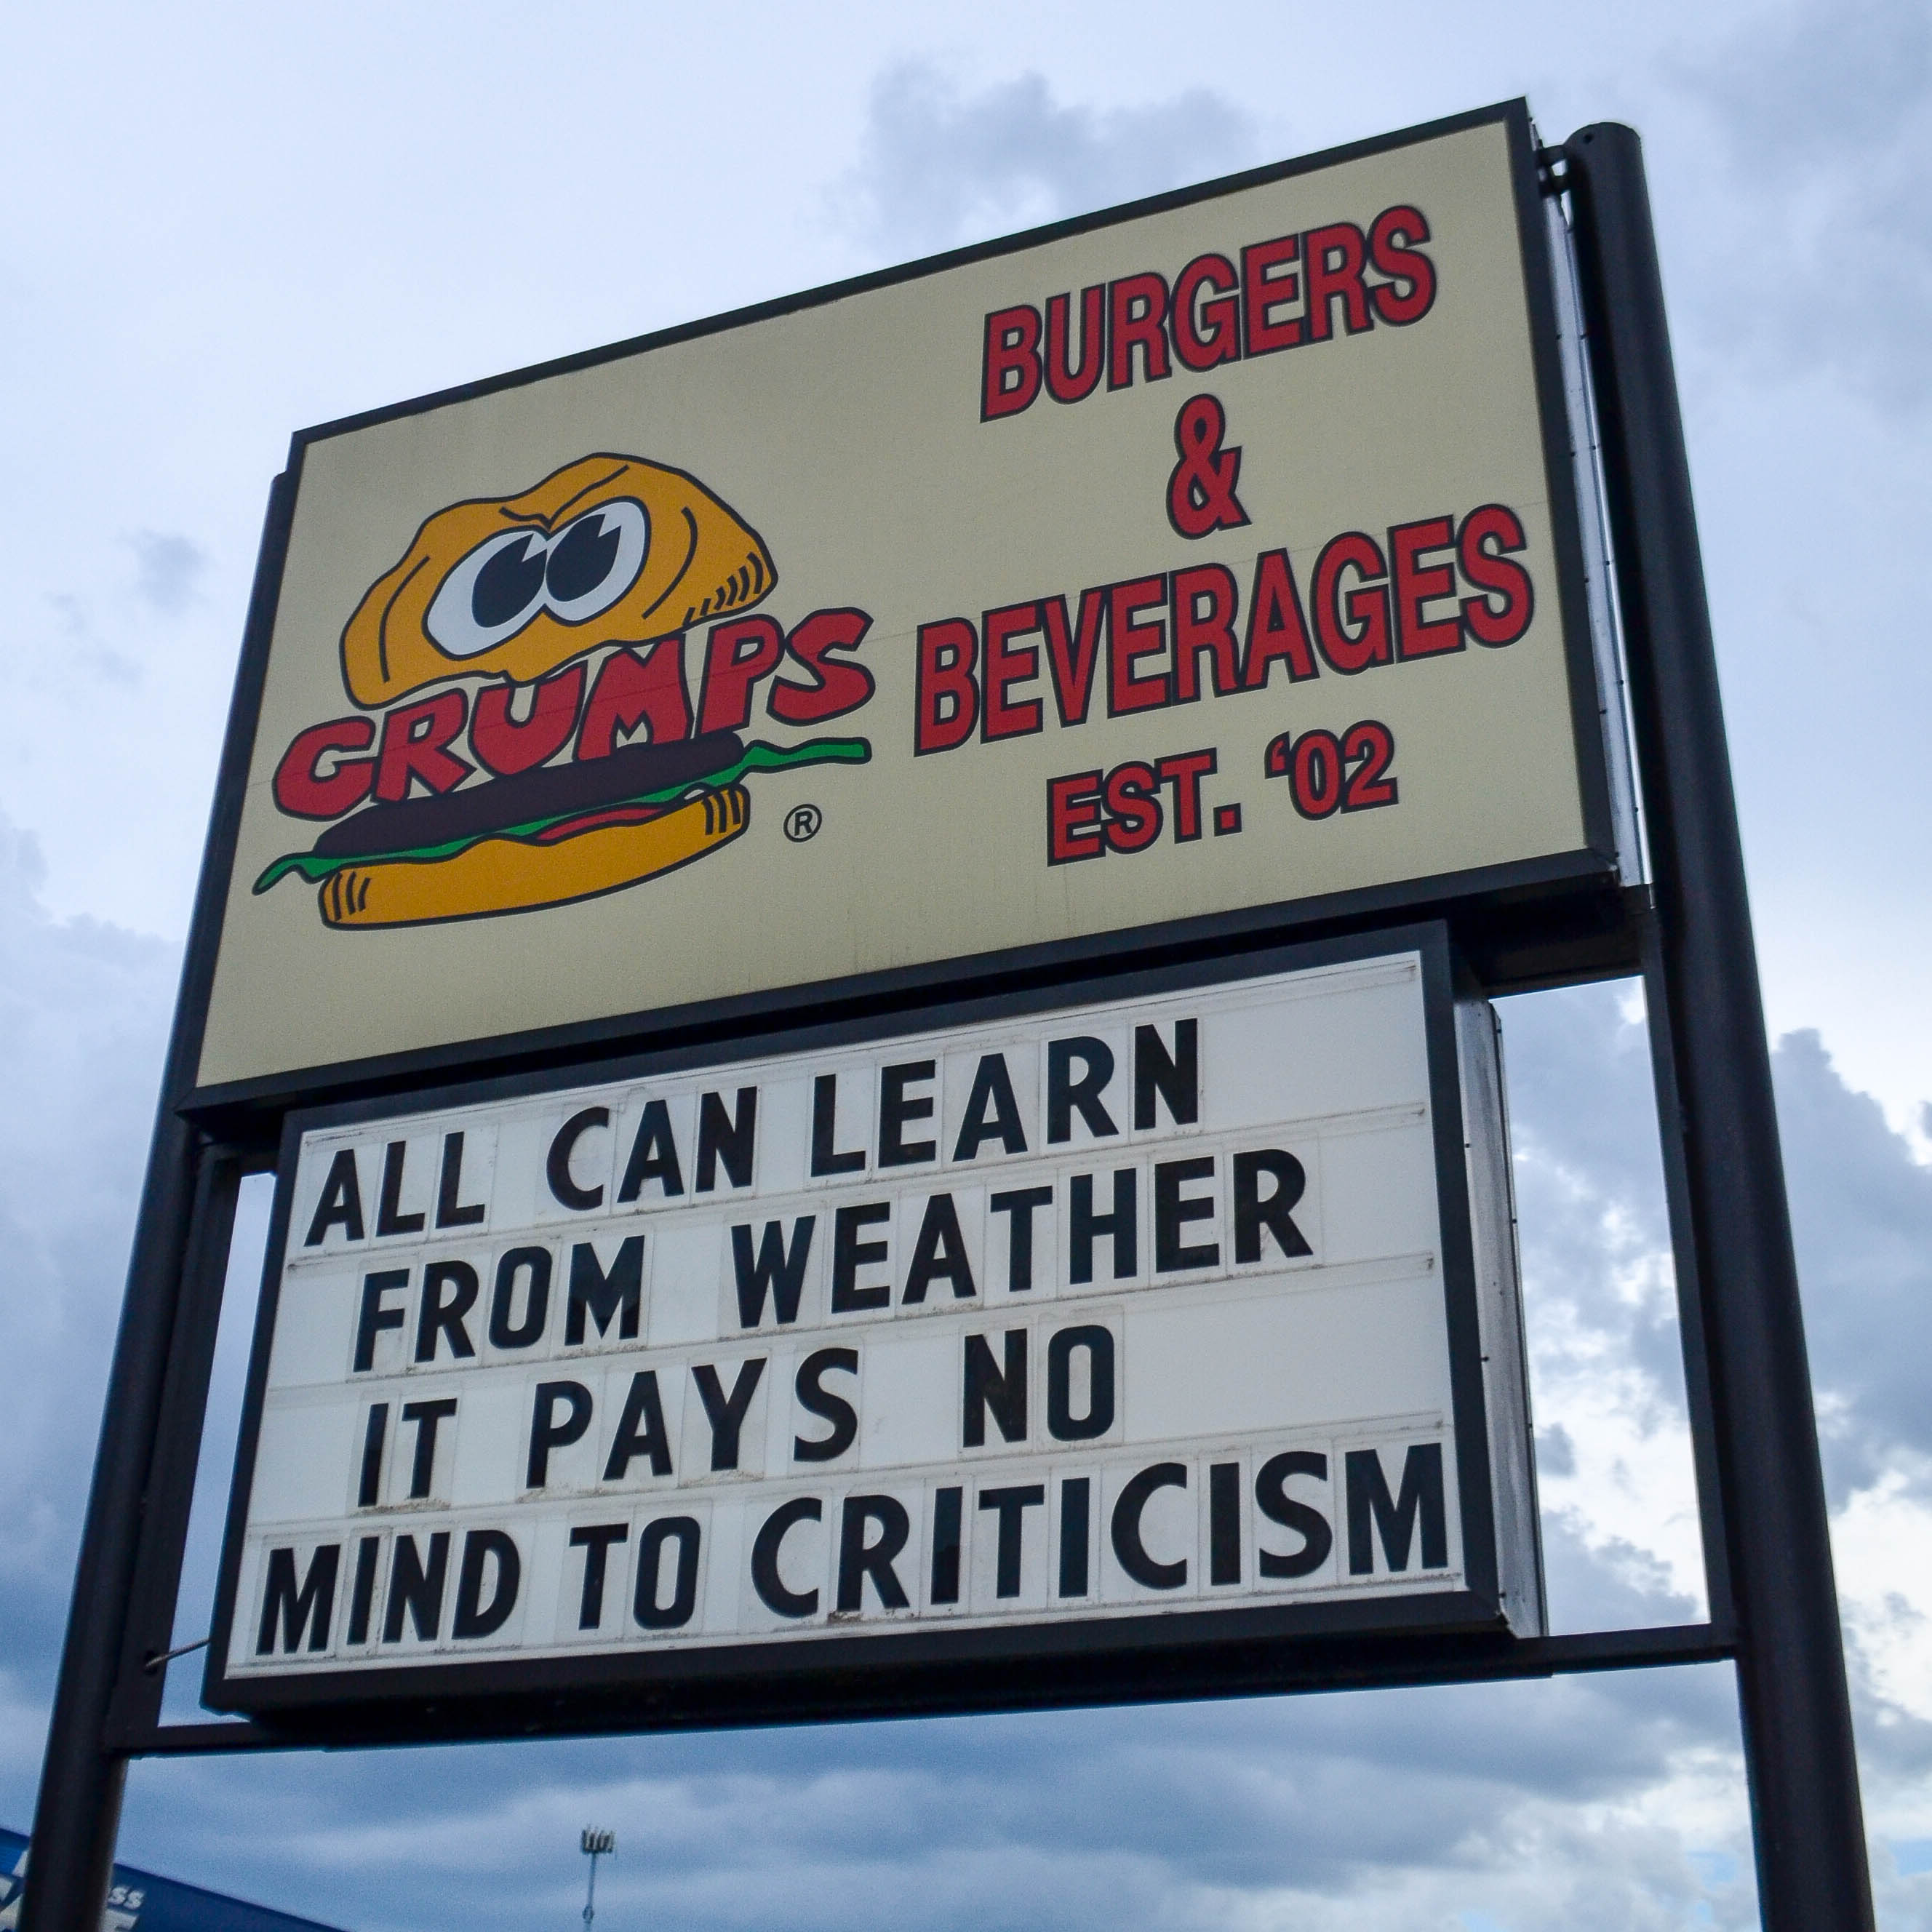 BURGERS
&
BEVERAGES
EST. '02
GRUMPS
®
ALL CAN LEARN
FROM WEATHER
IT PAYS NO
MIND TO CRITICISM